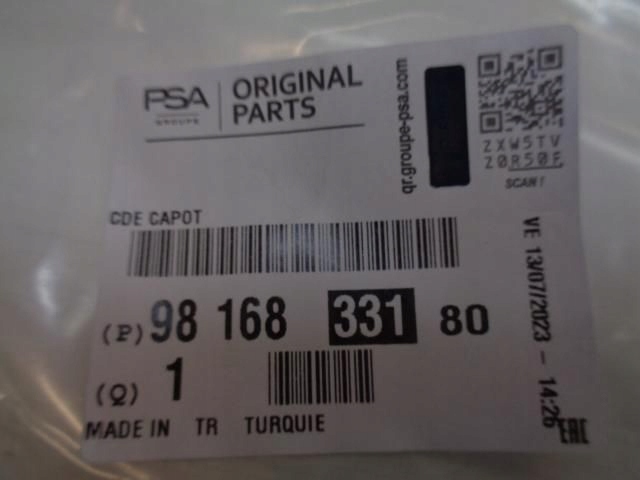 PSA
GROUPE
ORIGINAL
PARTS
qr.groupe-psa.com
ZXW5TV
Z0R50F
SCAN!
CDE CAPOT
(P) 98 168 331 80
(Q) 1
VE 13/07/2023 - 14:26
MADE IN TR TURQUIE
EAC